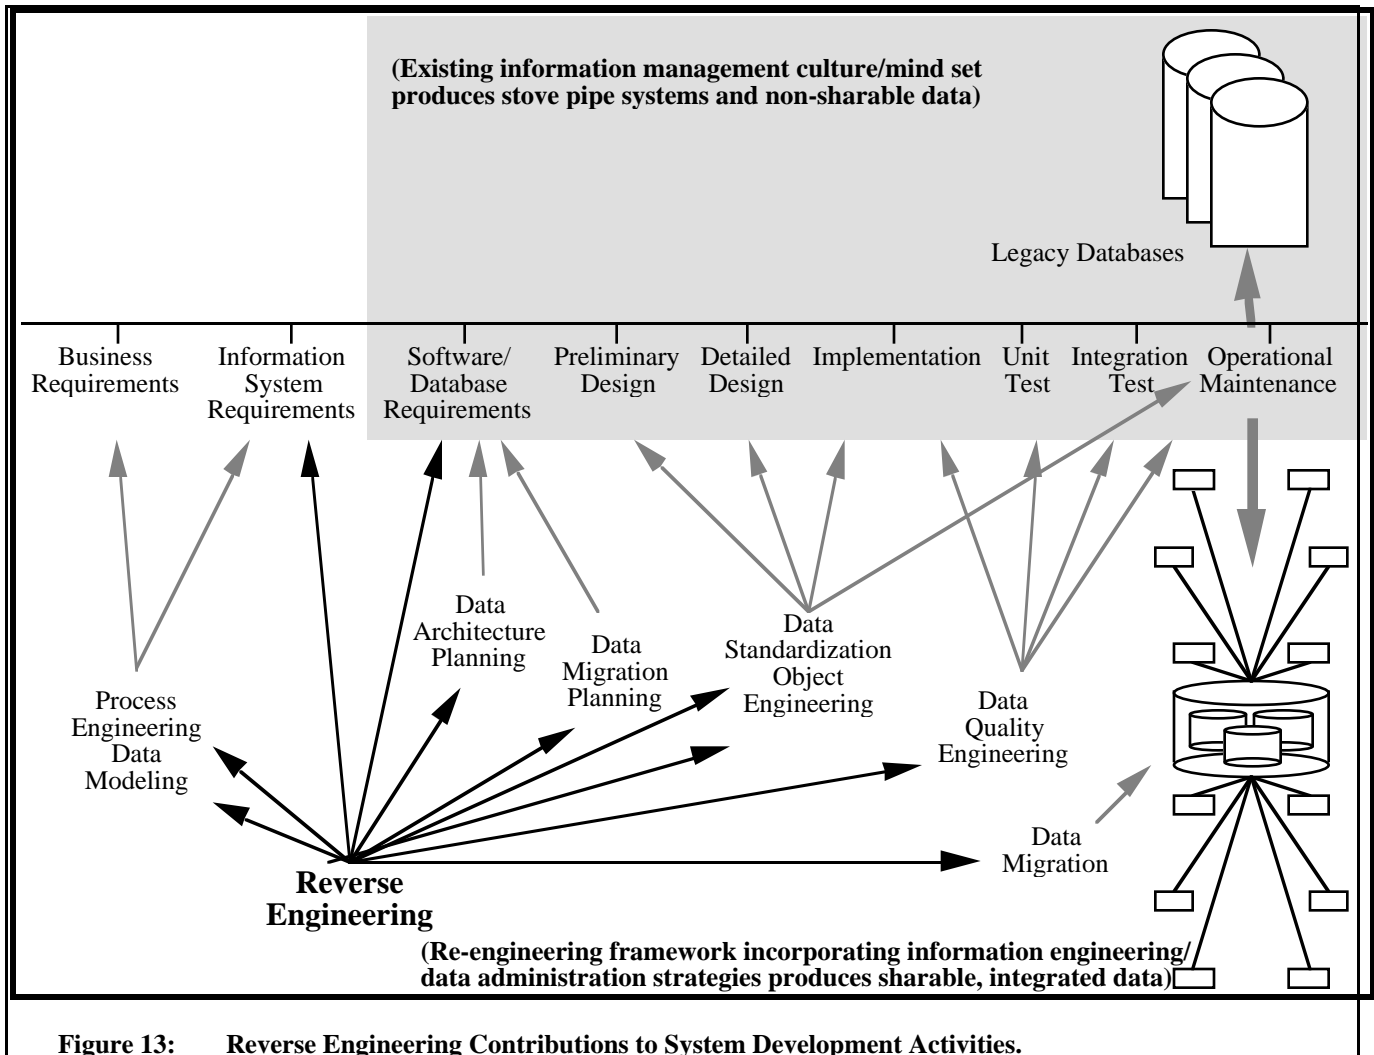 (Existing information management culture/mind set
produces stove pipe systems and non-sharable data)
Legacy Databases
Business
Requirements
Information
System
Requirements
Software/
Database
Requirements
Preliminary
Design
Detailed
Design
Implementation
Unit
Test
Integration
Test
Operational
Maintenance
Data
Architecture
Planning
Data
Migration
Planning
Data
Standardization
Object
Engineering
Process
Engineering
Data
Modeling
Data
Quality
Engineering
Data
Migration
Reverse
Engineering
(Re-engineering framework incorporating information engineering/
data administration strategies produces sharable, integrated data)
Figure 13: Reverse Engineering Contributions to System Development Activities.